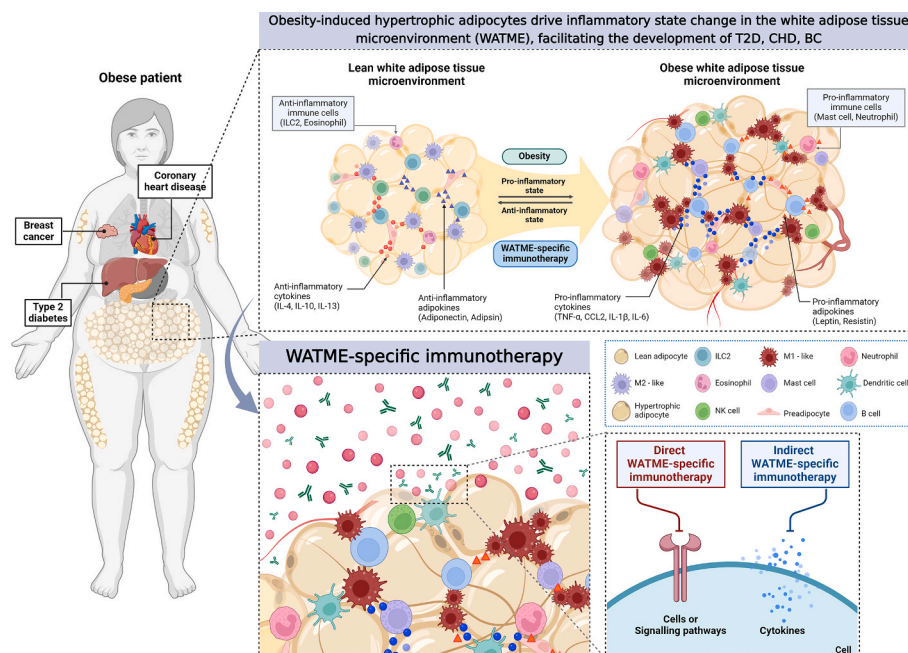 Obesity-induced hypertrophic adipocytes drive inflammatory state change in the white adipose tissue
microenvironment (WATME), facilitating the development of T2D, CHD, BC
Obese patient
Coronary
heart disease
Breast
cancer
Type 2
diabetes
Lean white adipose tissue
microenvironment
Anti-inflammatory
immune cells
(ILC2, Eosinophil)
Anti-inflammatory
cytokines
(IL-4, IL-10, IL-13)
Anti-inflammatory
adipokines
(Adiponectin, Adipsin)
Obesity
Pro-inflammatory
state
Anti-inflammatory
state
WATME-specific
immunotherapy
Obese white adipose tissue
microenvironment
Pro-inflammatory
immune cells
(Mast cell, Neutrophil)
Pro-inflammatory
cytokines
(TNF-α, CCL2, IL-1β, IL-6)
Pro-inflammatory
adipokines
(Leptin, Resistin)
WATME-specific immunotherapy
Lean adipocyte
ILC2
M1 - like
Neutrophil
M2 - like
Eosinophil
Mast cell
Dendritic cell
Hypertrophic
adipocyte
NK cell
Preadipocyte
B cell
Direct
WATME-specific
immunotherapy
Indirect
WATME-specific
immunotherapy
Cells or
Signalling pathways
Cytokines
Cell